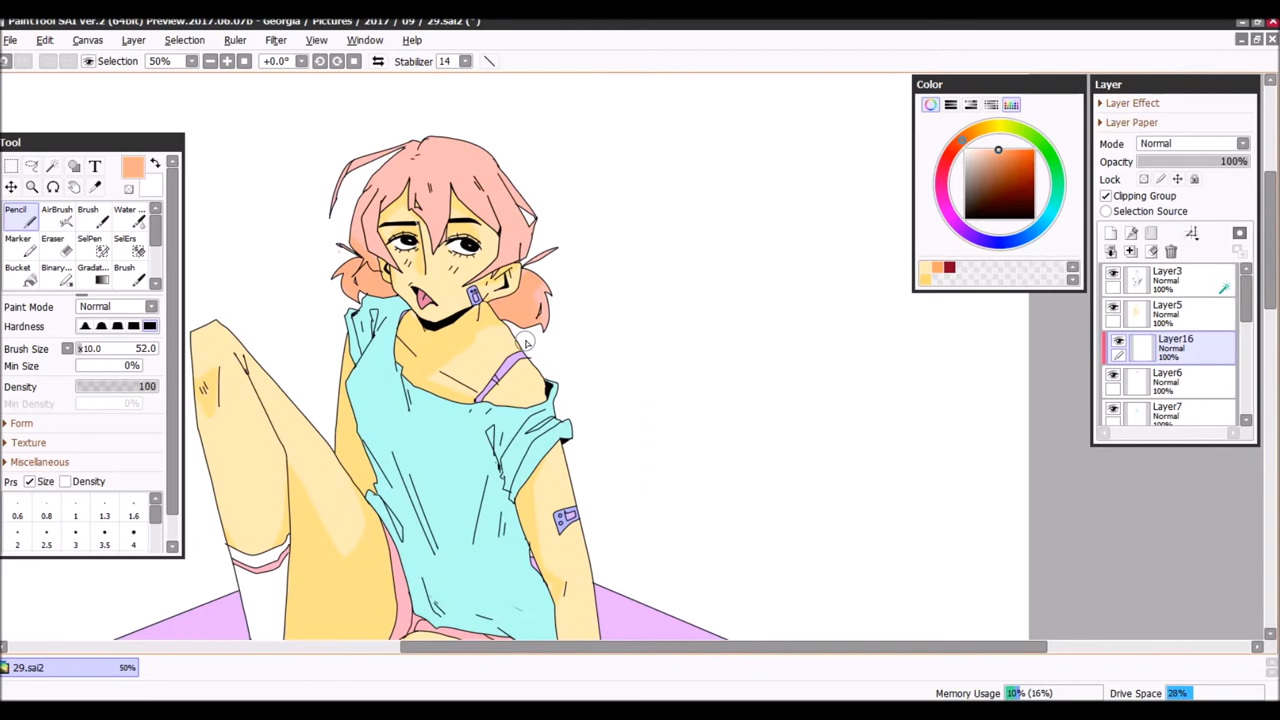 PaintTool SAI Ver.2 (64bit) Preview.2017.06.07b - Georgia / Pictures / 2017 / 09 / 29.sai2 (*)
File Edit Canvas Layer Selection Ruler Filter View Window Help
Selection 50% +0.0° Stabilizer 14
Tool
T
Pencil AirBrush Brush Water ...
Marker Eraser SelPen SelErs
Bucket Binary... Gradat... Brush
Paint Mode Normal
Hardness
Brush Size x10.0 52.0
Min Size 0%
Density 100
Min Density 0%
Form
Texture
Miscellaneous
Prs Size Density
0.6 0.8 1 1.3 1.6
2 2.5 3 3.5 4
Color
Layer
Layer Effect
Layer Paper
Mode Normal
Opacity 100%
Lock
Clipping Group
Selection Source
Layer3
Normal
100%
Layer5
Normal
100%
Layer16
Normal
100%
Layer6
Normal
100%
Layer7
Normal
100%
29.sai2 50%
Memory Usage 10% (16%) Drive Space 28%